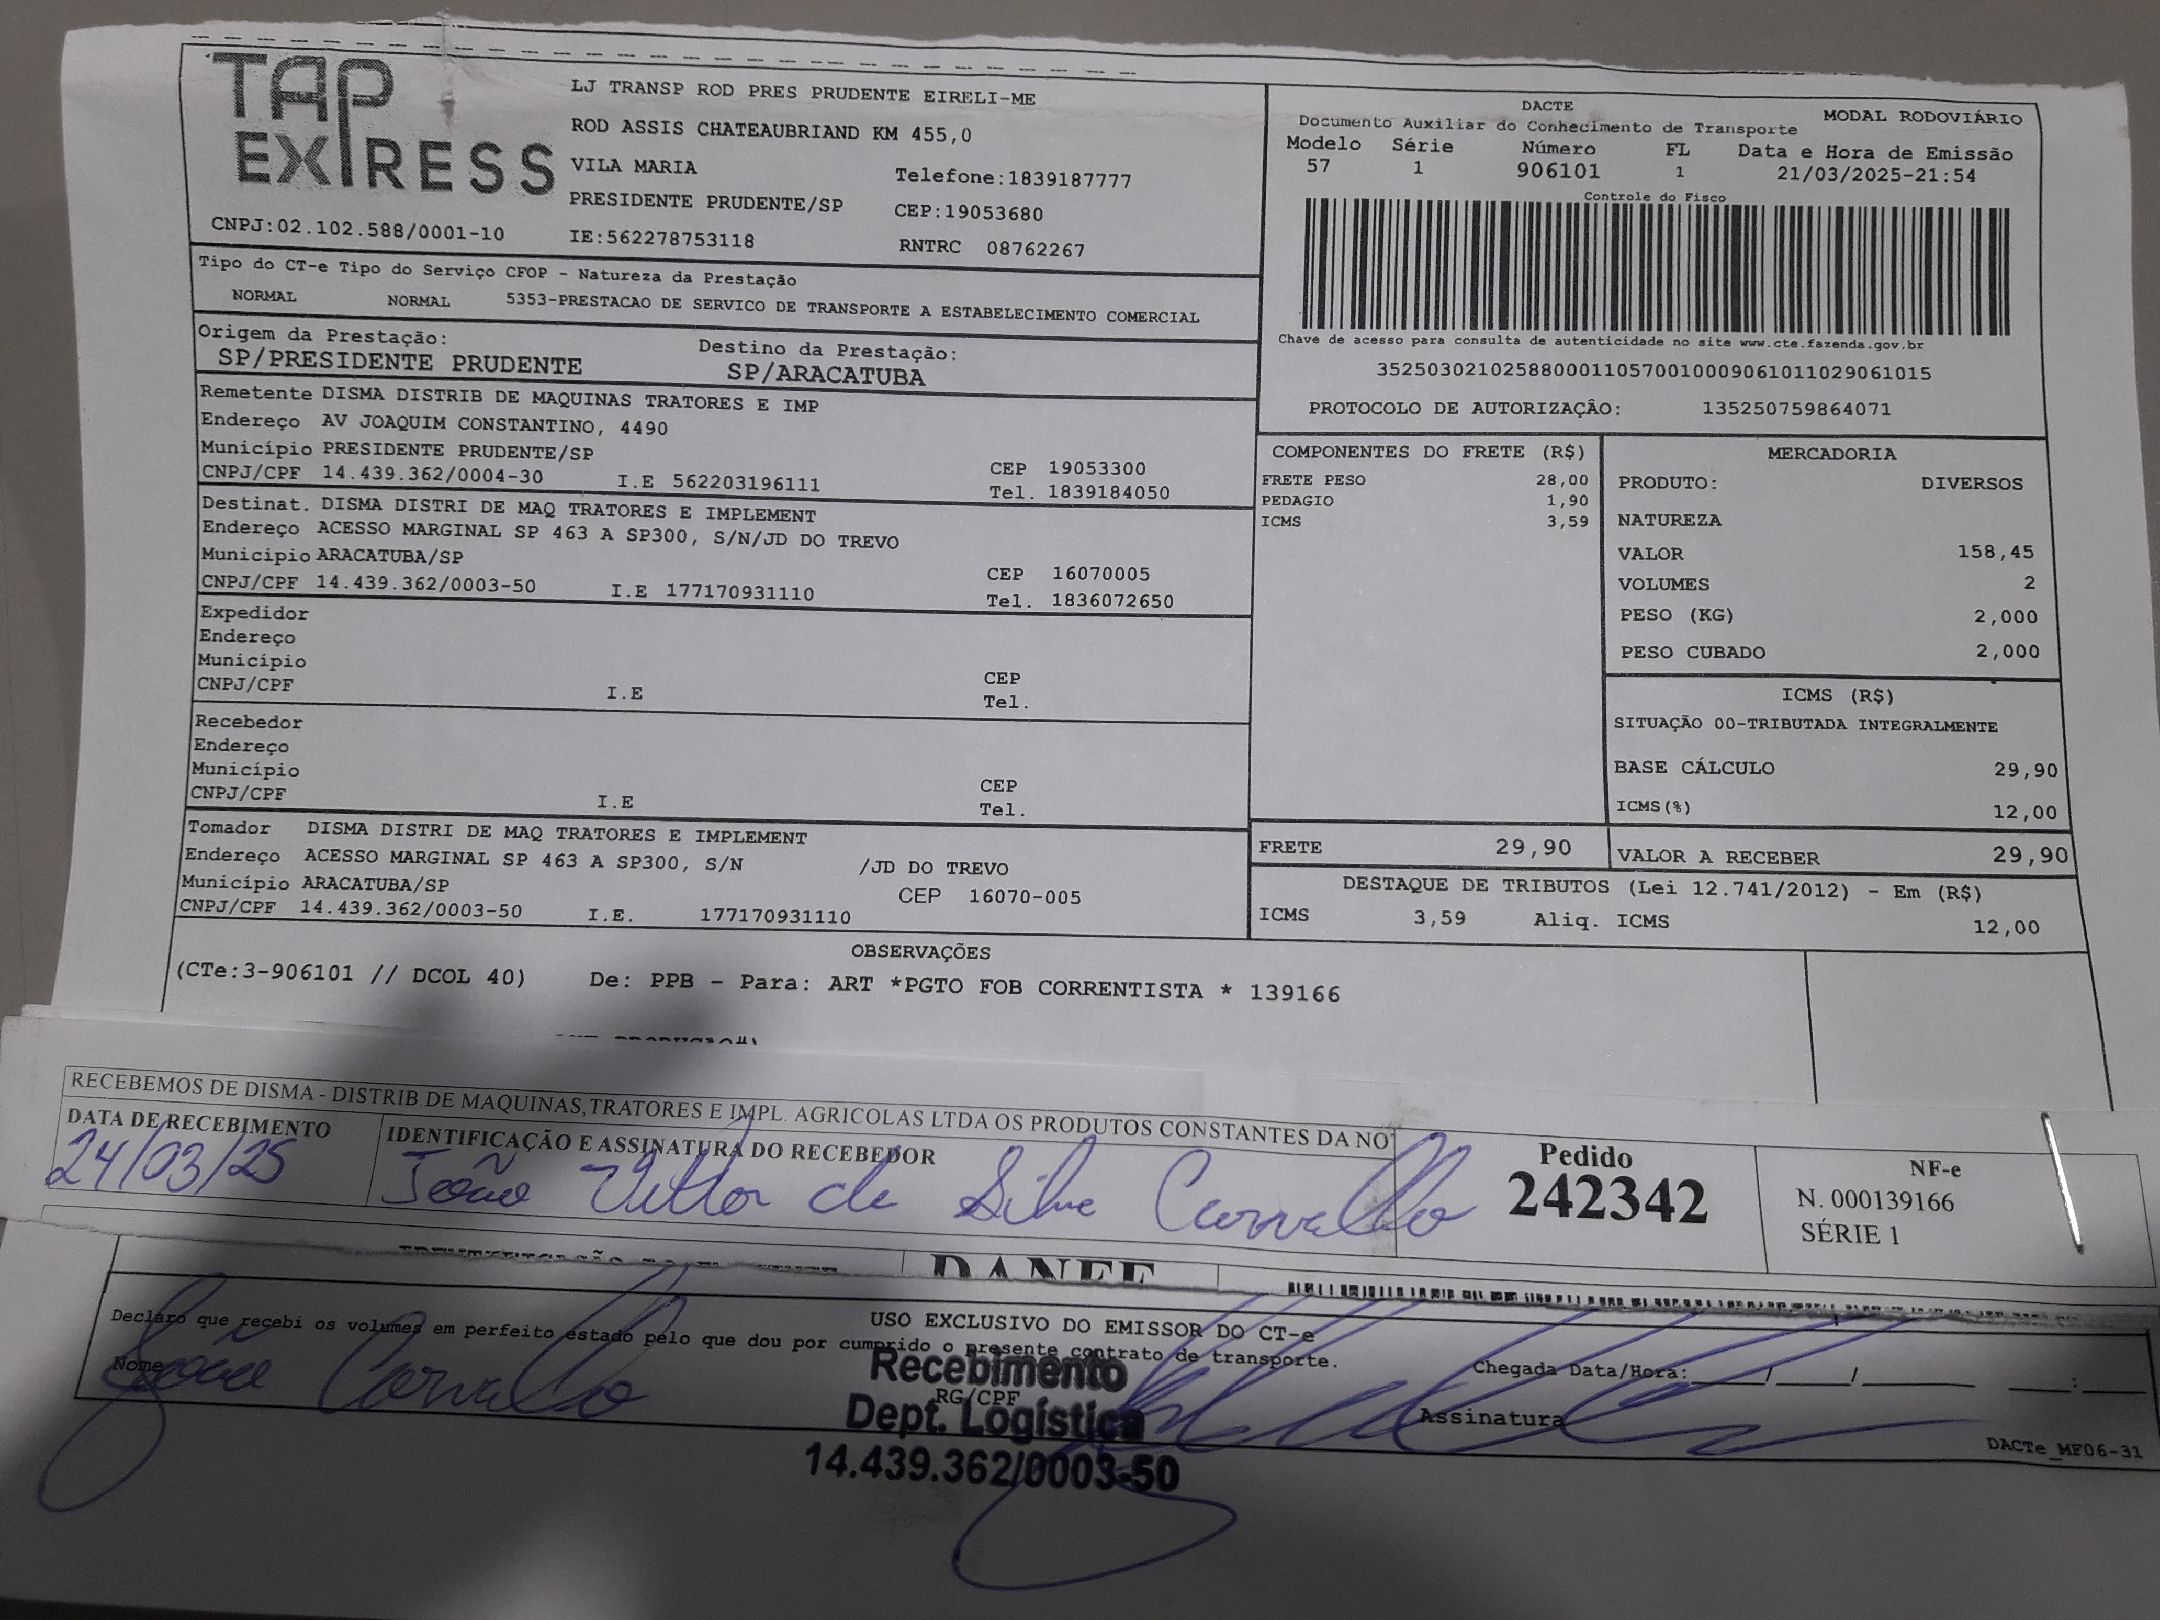 TAP EXPRESS
LJ TRANSP ROD PRES PRUDENTE EIRELI-ME
ROD ASSIS CHATEAUBRIAND KM 455,0
VILA MARIA Telefone:1839187777
PRESIDENTE PRUDENTE/SP CEP:19053680
CNPJ:02.102.588/0001-10 IE:562278753118 RNTRC 08762267
DACTE MODAL RODOVIÁRIO
Documento Auxiliar do Conhecimento de Transporte
Modelo Série Número FL Data e Hora de Emissão
57 1 906101 1 21/03/2025-21:54
Controle do Fisco
Chave de acesso para consulta de autenticidade no site www.cte.fazenda.gov.br
35250302102588000110570010009061011029061015
PROTOCOLO DE AUTORIZAÇÃO: 135250759864071
Tipo do CT-e Tipo do Serviço CFOP - Natureza da Prestação
NORMAL NORMAL 5353-PRESTACAO DE SERVICO DE TRANSPORTE A ESTABELECIMENTO COMERCIAL
Origem da Prestação: Destino da Prestação:
SP/PRESIDENTE PRUDENTE SP/ARACATUBA
Remetente DISMA DISTRIB DE MAQUINAS TRATORES E IMP
Endereço AV JOAQUIM CONSTANTINO, 4490
Município PRESIDENTE PRUDENTE/SP CEP 19053300
CNPJ/CPF 14.439.362/0004-30 I.E 562203196111 Tel. 1839184050
Destinat. DISMA DISTRI DE MAQ TRATORES E IMPLEMENT
Endereço ACESSO MARGINAL SP 463 A SP300, S/N/JD DO TREVO
Município ARACATUBA/SP CEP 16070005
CNPJ/CPF 14.439.362/0003-50 I.E 177170931110 Tel. 1836072650
Expedidor
Endereço
Município CEP
CNPJ/CPF I.E Tel.
Recebedor
Endereço
Município CEP
CNPJ/CPF I.E Tel.
Tomador DISMA DISTRI DE MAQ TRATORES E IMPLEMENT
Endereço ACESSO MARGINAL SP 463 A SP300, S/N /JD DO TREVO
Município ARACATUBA/SP CEP 16070-005
CNPJ/CPF 14.439.362/0003-50 I.E. 177170931110
COMPONENTES DO FRETE (R$)
FRETE PESO 28,00
PEDAGIO 1,90
ICMS 3,59
MERCADORIA
PRODUTO: DIVERSOS
NATUREZA
VALOR 158,45
VOLUMES 2
PESO (KG) 2,000
PESO CUBADO 2,000
ICMS (R$)
SITUAÇÃO 00-TRIBUTADA INTEGRALMENTE
BASE CÁLCULO 29,90
ICMS(%) 12,00
FRETE 29,90 VALOR A RECEBER 29,90
DESTAQUE DE TRIBUTOS (Lei 12.741/2012) - Em (R$)
ICMS 3,59 Aliq. ICMS 12,00
OBSERVAÇÕES
(CTe:3-906101 // DCOL 40) De: PPB - Para: ART *PGTO FOB CORRENTISTA * 139166
RECEBEMOS DE DISMA - DISTRIB DE MAQUINAS,TRATORES E IMPL. AGRICOLAS LTDA OS PRODUTOS CONSTANTES DA NO
DATA DE RECEBIMENTO IDENTIFICAÇÃO E ASSINATURA DO RECEBEDOR
24/03/25 João Vitor da Silva Carvalho
Pedido
242342
NF-e
N. 000139166
SÉRIE 1
DANFE
USO EXCLUSIVO DO EMISSOR DO CT-e
Declaro que recebi os volumes em perfeito estado pelo que dou por cumprido o presente contrato de transporte.
Nome João Carvalho RG/CPF Chegada Data/Hora: __/__/__ __:__
Assinatura
Recebimento
Dept. Logística
14.439.362/0003-50
DACTe_MF06-31